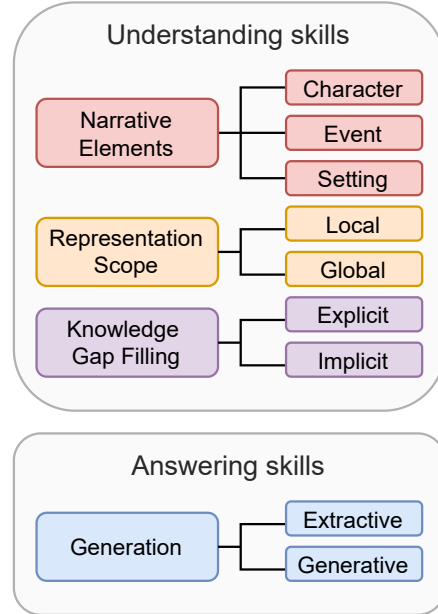 Understanding skills
Narrative
Elements
Character
Event
Setting
Representation
Scope
Local
Global
Knowledge
Gap Filling
Explicit
Implicit
Answering skills
Generation
Extractive
Generative